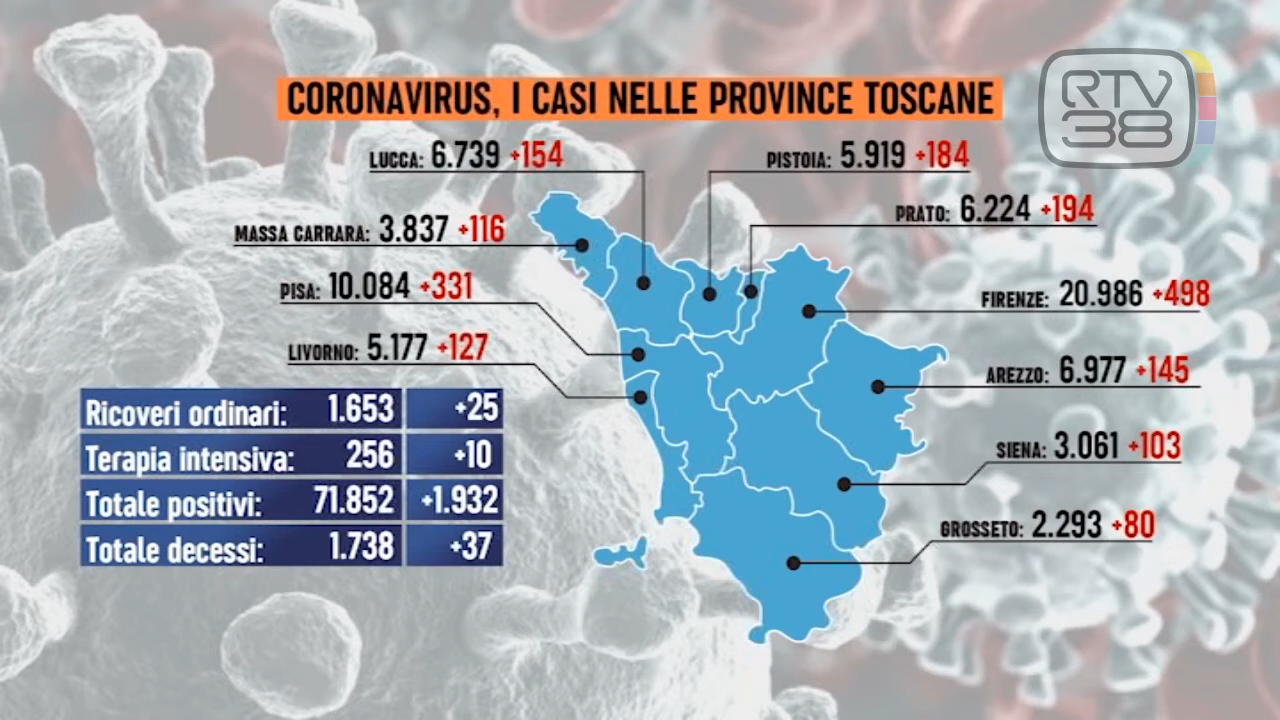 RTV
38
CORONAVIRUS, I CASI NELLE PROVINCE TOSCANE
LUCCA: 6.739 +154
PISTOIA: 5.919 +184
MASSA CARRARA: 3.837 +116
PRATO: 6.224 +194
PISA: 10.084 +331
FIRENZE: 20.986 +498
LIVORNO: 5.177 +127
AREZZO: 6.977 +145
SIENA: 3.061 +103
GROSSETO: 2.293 +80
Ricoveri ordinari: 1.653 +25
Terapia intensiva: 256 +10
Totale positivi: 71.852 +1.932
Totale decessi: 1.738 +37